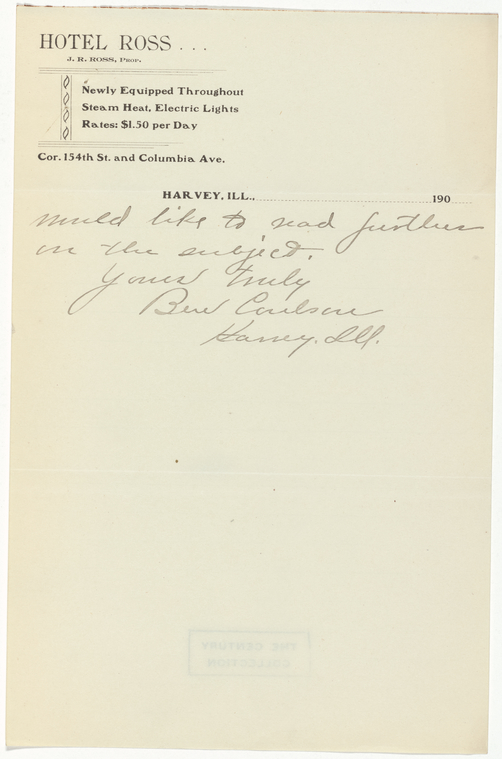 HOTEL ROSS . . .
J. R. ROSS, PROP.
Newly Equipped Throughout
Steam Heat, Electric Lights
Rates: $1.50 per Day
Cor. 154th St. and Columbia Ave.
HARVEY, ILL., 190
would like to read further
on the subject.
Yours truly
Ben Coulson
Harvey. Ill.
THE CENTURY
COLLECTION